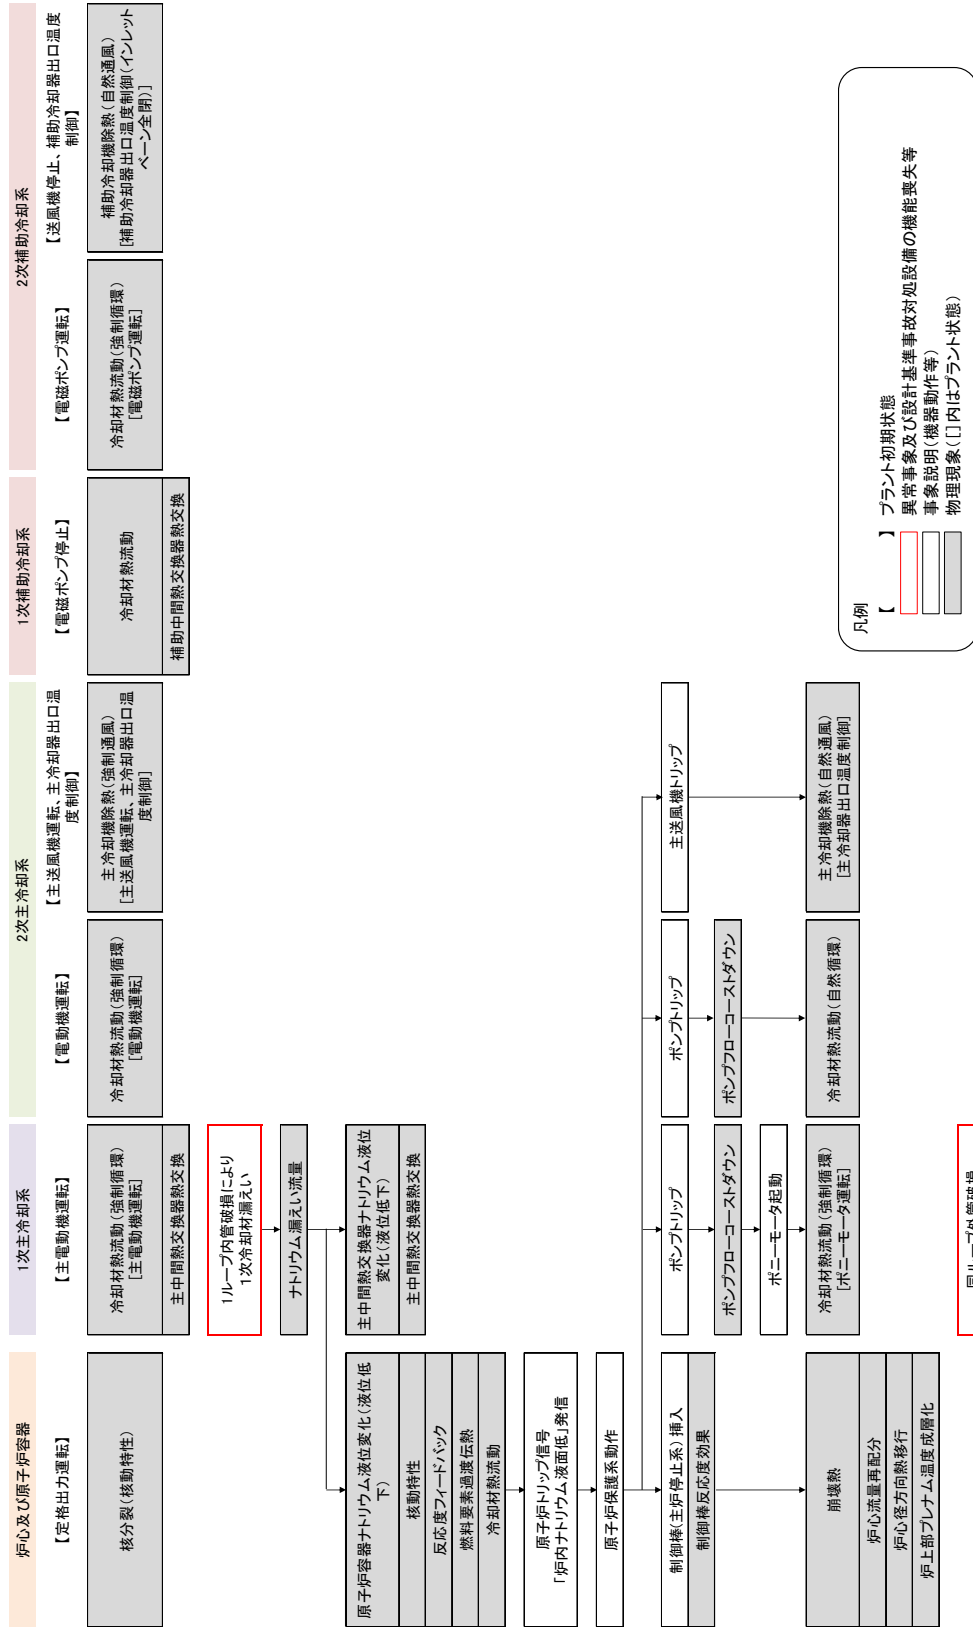 炉心及び原子炉容器
【定格出力運転】
核分裂(核動特性)
原子炉容器ナトリウム液位変化(液位低
下)
核動特性
反応度フィードバック
燃料要素過渡伝熱
冷却材熱流動
原子炉トリップ信号
「炉内ナトリウム液面低」発信
原子炉保護系動作
制御棒(主炉停止系)挿入
制御棒反応度効果
崩壊熱
炉心流量再配分
炉心径方向熱移行
炉上部プレナム温度成層化
1次主冷却系
【主電動機運転】
冷却材熱流動(強制循環)
[主電動機運転]
主中間熱交換器熱交換
1ループ内管破損により
1次冷却材漏えい
ナトリウム漏えい流量
主中間熱交換器ナトリウム液位
変化(液位低下)
主中間熱交換器熱交換
ポンプトリップ
ポンプフローコーストダウン
ポニーモータ起動
冷却材熱流動(強制循環)
[ポニーモータ運転]
同ループ外管破損
2次主冷却系
【電動機運転】
冷却材熱流動(強制循環)
[電動機運転]
ポンプトリップ
ポンプフローコーストダウン
冷却材熱流動(自然循環)
【主送風機運転、主冷却器出口温
度制御】
主冷却機除熱(強制通風)
[主送風機運転、主冷却器出口温
度制御]
主送風機トリップ
主冷却機除熱(自然通風)
[主冷却器出口温度制御]
1次補助冷却系
【電磁ポンプ停止】
冷却材熱流動
補助中間熱交換器熱交換
2次補助冷却系
【電磁ポンプ運転】
冷却材熱流動(強制循環)
[電磁ポンプ運転]
【送風機停止、補助冷却器出口温度
制御】
補助冷却機除熱(自然通風)
[補助冷却器出口温度制御(インレット
ベーン全閉)]
凡例
【 】 プラント初期状態
異常事象及び設計基準事故対処設備の機能喪失等
事象説明(機器動作等)
物理現象([]内はプラント状態)